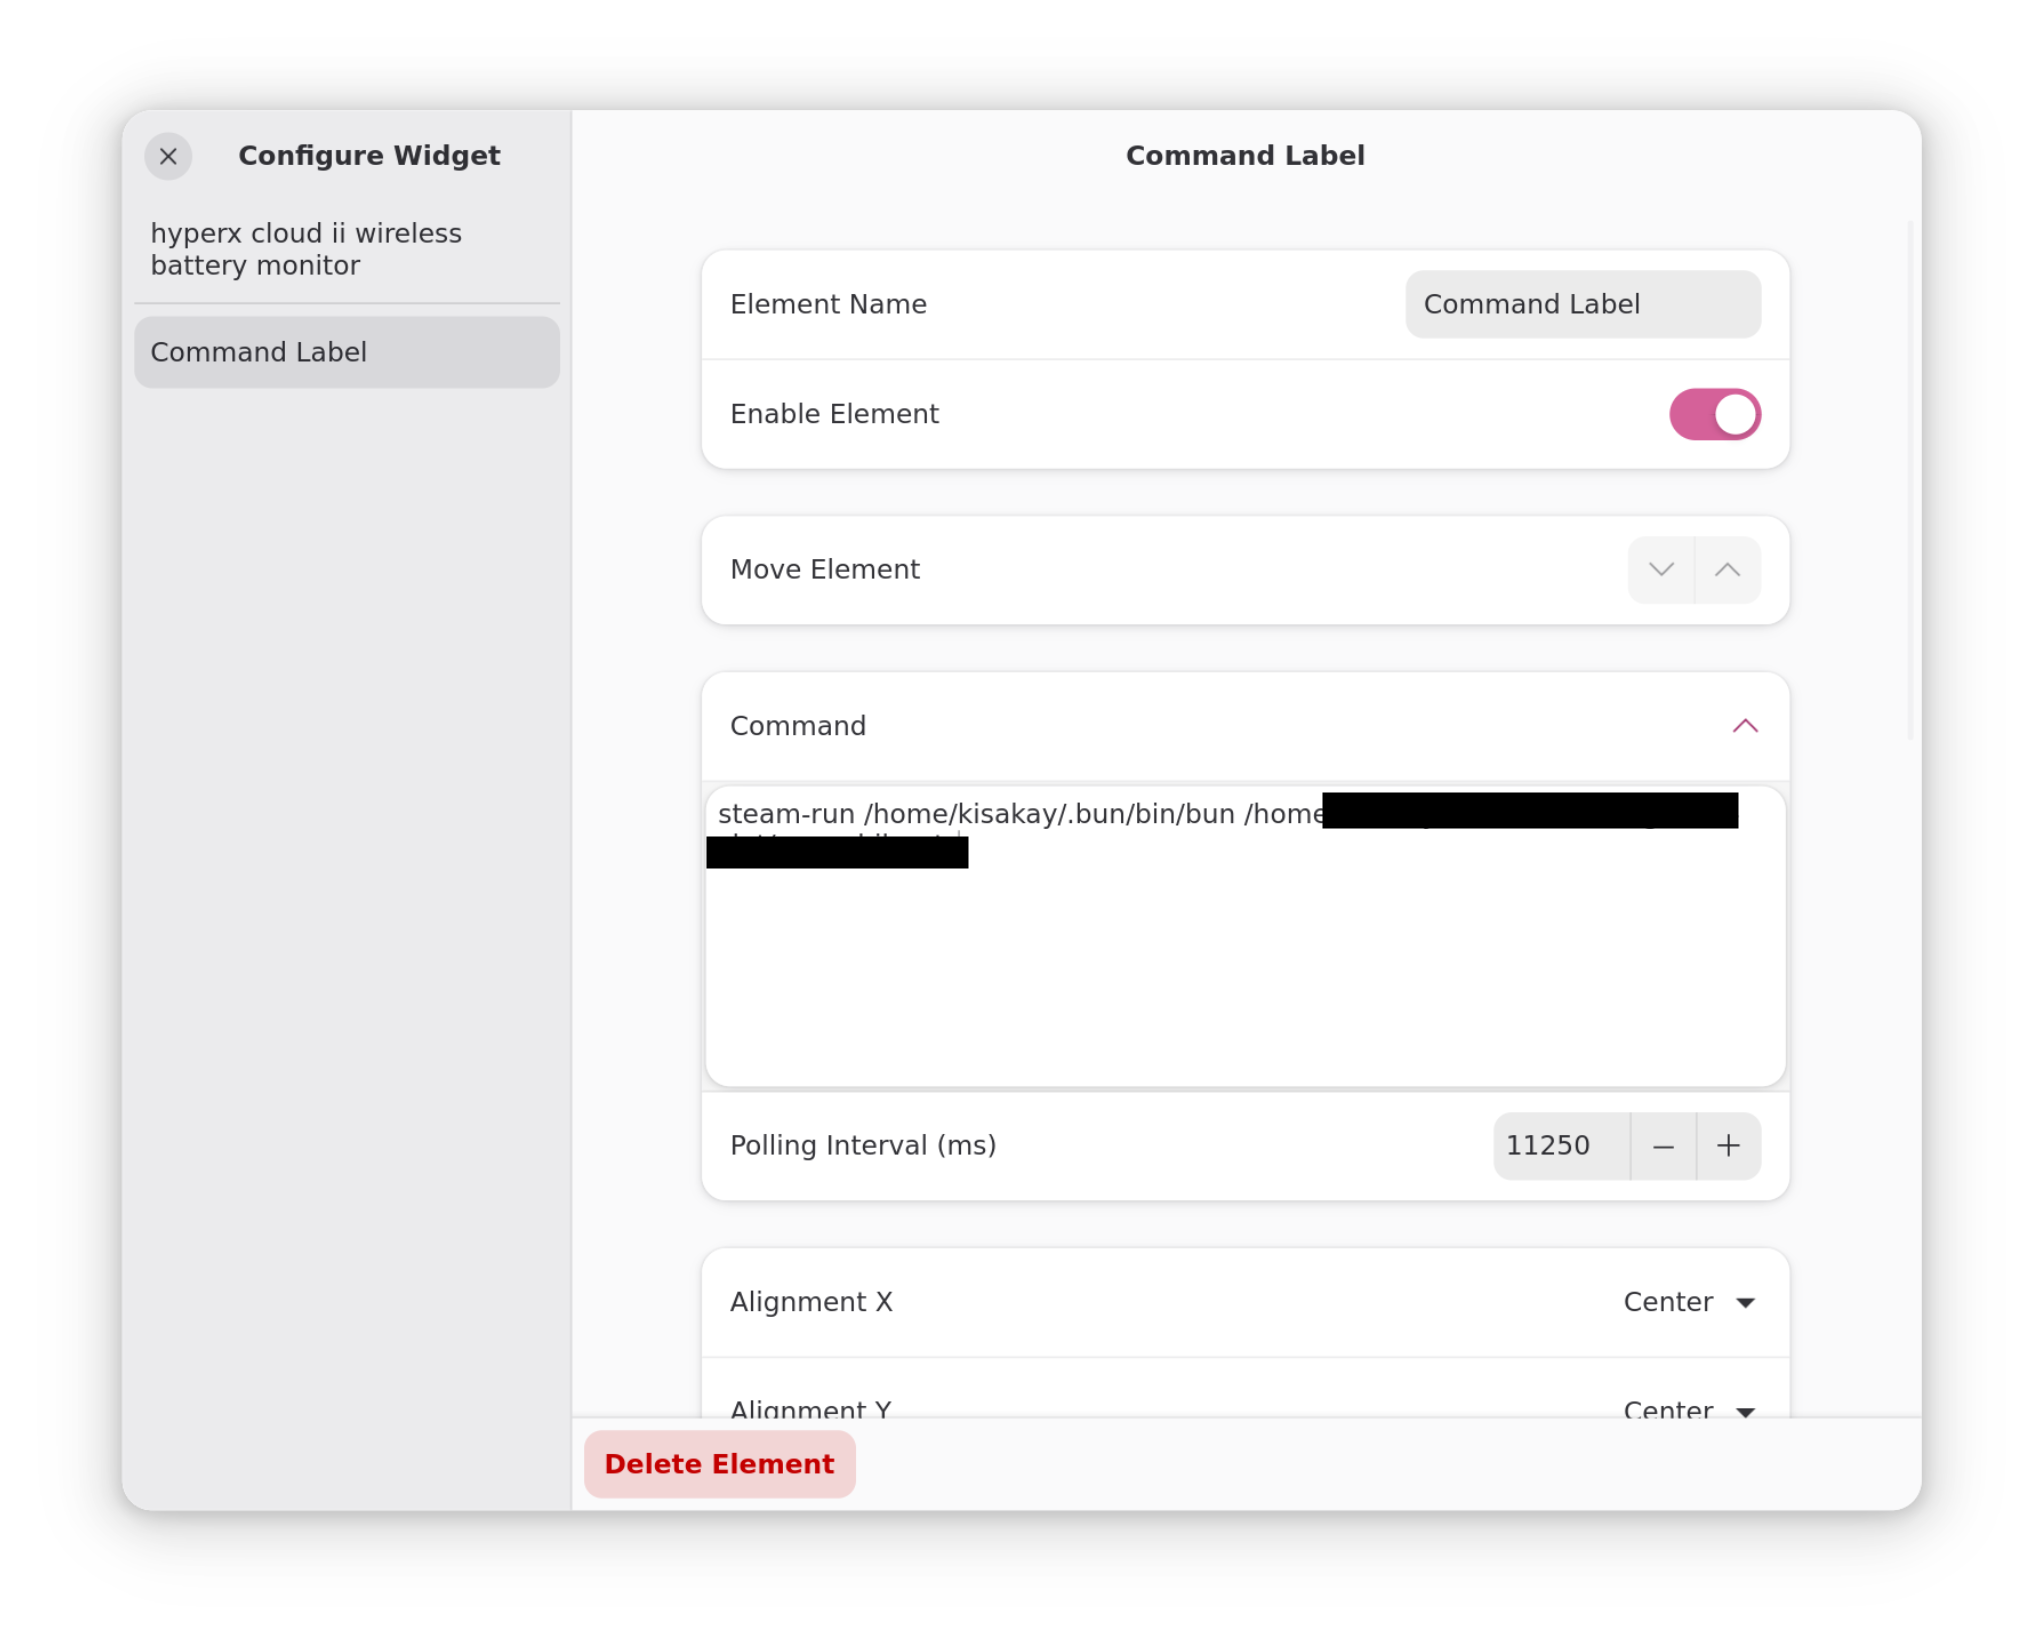 Configure Widget
hyperx cloud ii wireless
battery monitor
Command Label
Command Label
Element Name
Command Label
Enable Element
Move Element
Command
steam-run /home/kisakay/.bun/bin/bun /home
Polling Interval (ms)
11250
Alignment X
Center
Alignment Y
Center
Delete Element